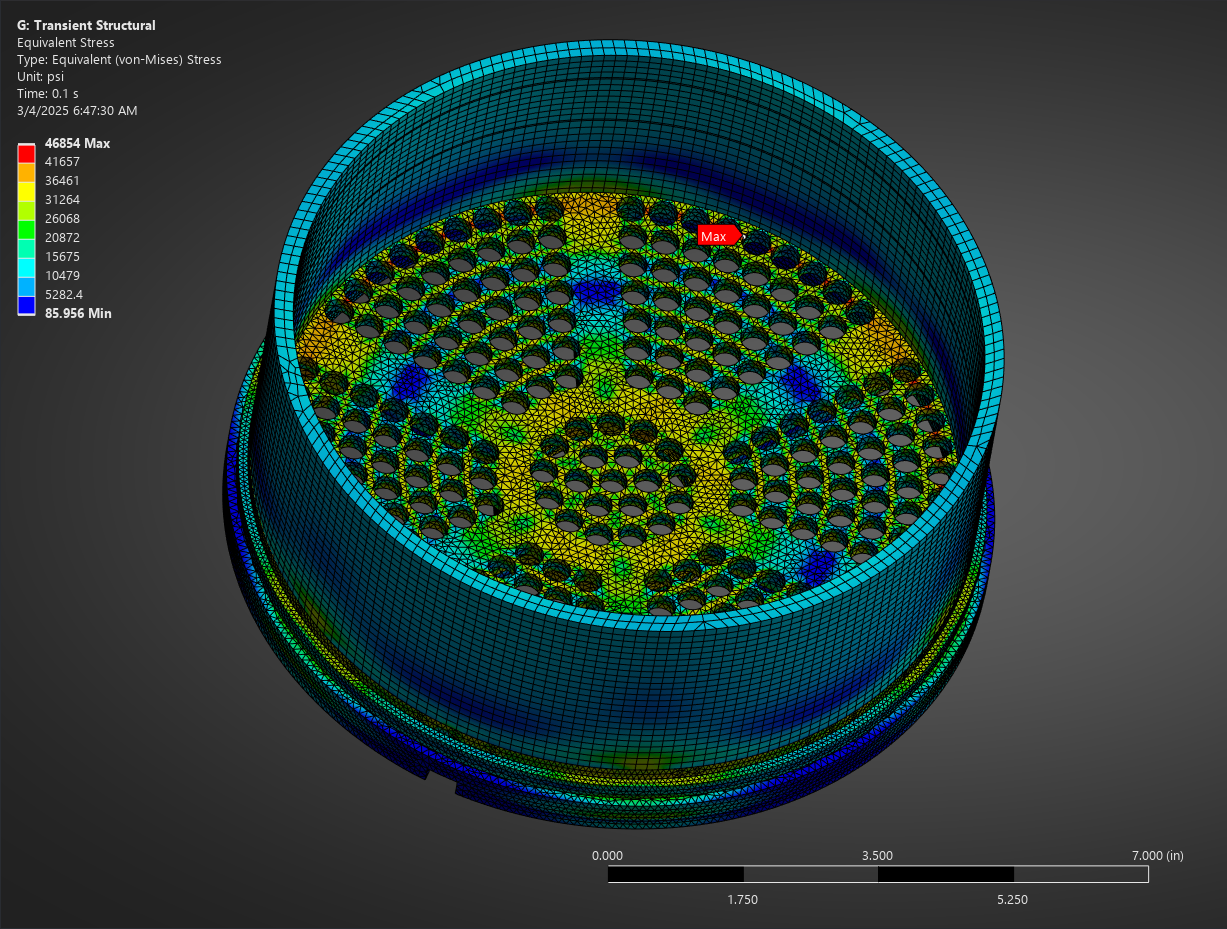 G: Transient Structural
Equivalent Stress
Type: Equivalent (von-Mises) Stress
Unit: psi
Time: 0.1 s
3/4/2025 6:47:30 AM
46854 Max
41657
36461
31264
26068
20872
15675
10479
5282.4
85.956 Min
Max
0.000 3.500 7.000 (in)
1.750 5.250